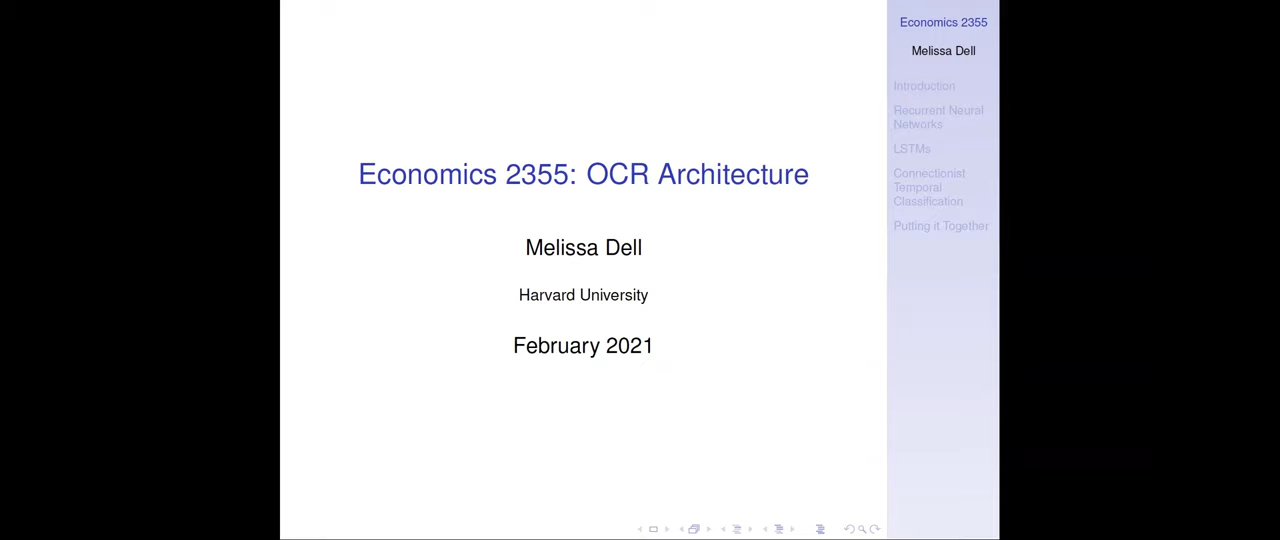 Economics 2355: OCR Architecture
Melissa Dell
Harvard University
February 2021
Economics 2355
Melissa Dell
Introduction
Recurrent Neural
Networks
LSTMs
Connectionist
Temporal
Classification
Putting it Together